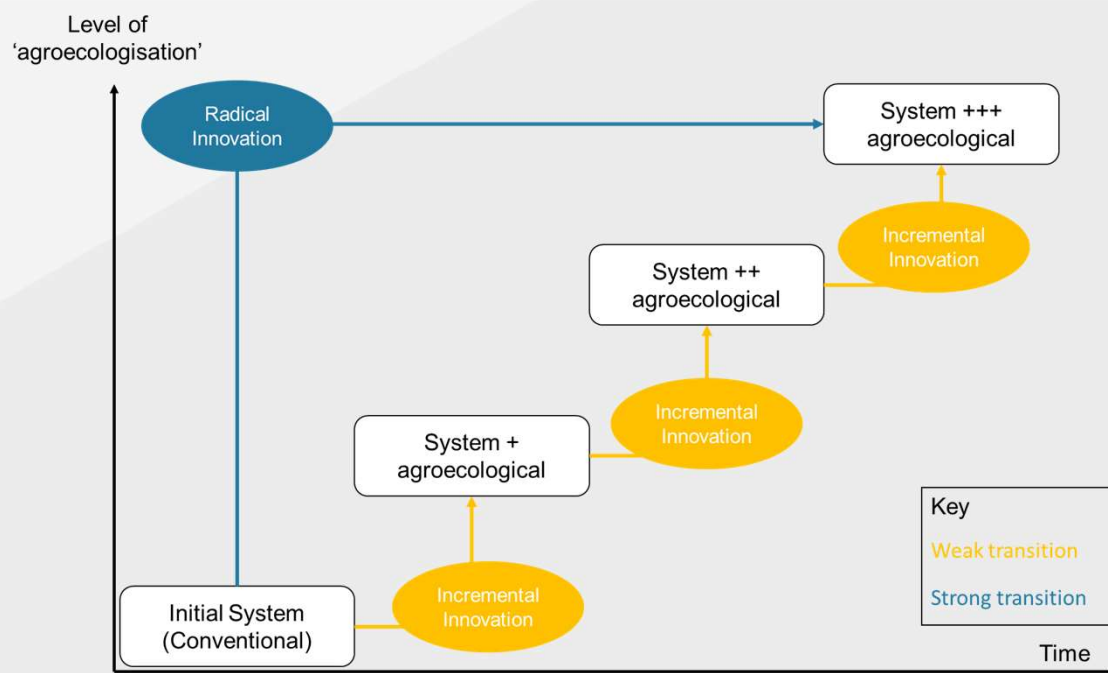 Level of
‘agroecologisation’
Radical
Innovation
System +++
agroecological
Incremental
Innovation
System ++
agroecological
Incremental
Innovation
System +
agroecological
Incremental
Innovation
Initial System
(Conventional)
Key
Weak transition
Strong transition
Time